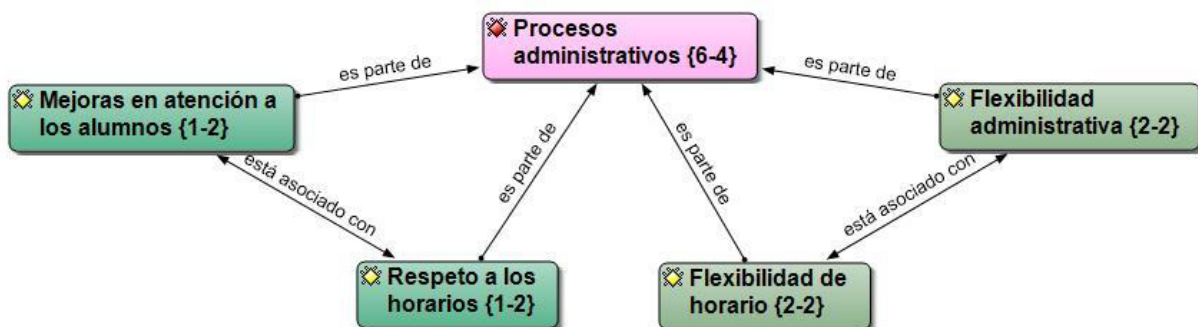 Procesos
administrativos {6-4}
es parte de
es parte de
Mejoras en atención a
los alumnos {1-2}
Flexibilidad
administrativa {2-2}
es parte de
es parte de
está asociado con
está asociado con
Respeto a los
horarios {1-2}
Flexibilidad de
horario {2-2}